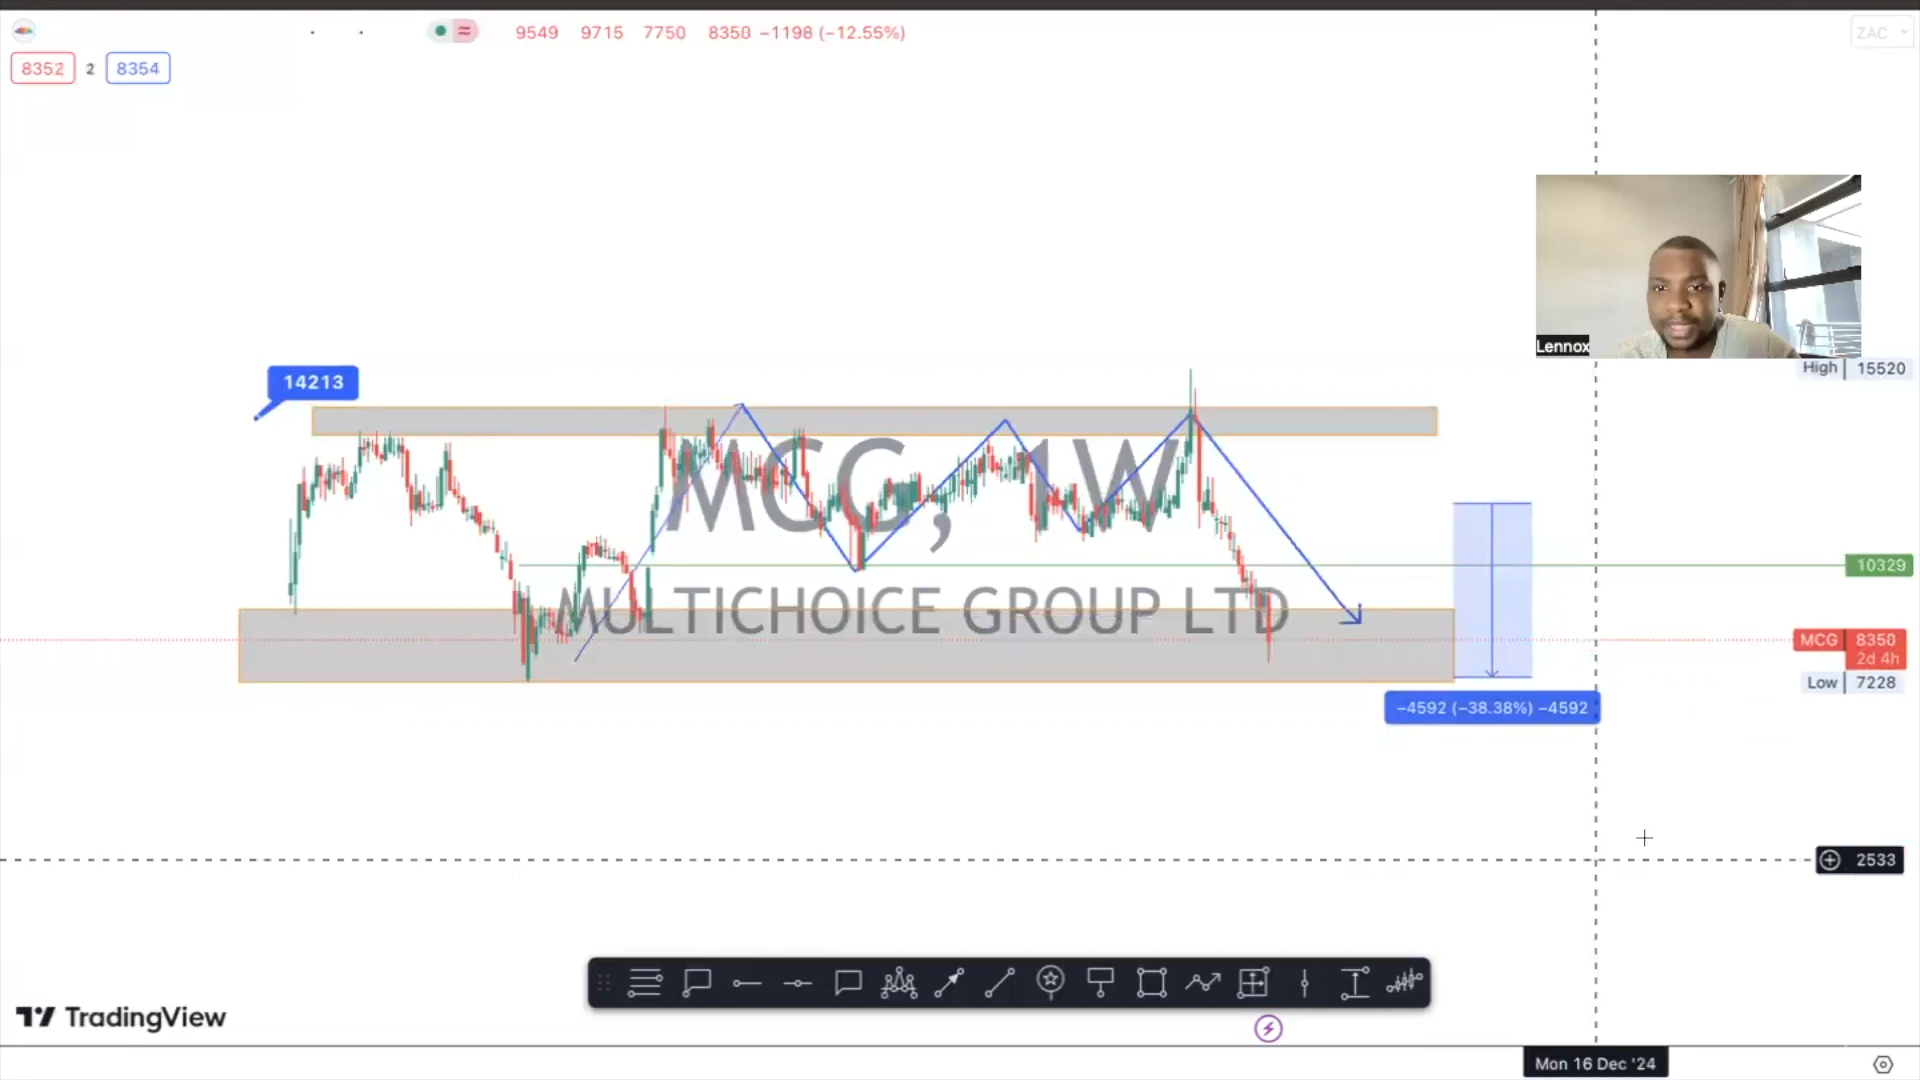 9549 9715 7750 8350 −1198 (−12.55%)
ZAC
8352 2 8354
Lennox
High 15520
14213
MCG, 1W
10329
MULTICHOICE GROUP LTD
MCG 8350
2d 4h
Low 7228
−4592 (−38.38%) −4592
2533
TradingView
Mon 16 Dec '24